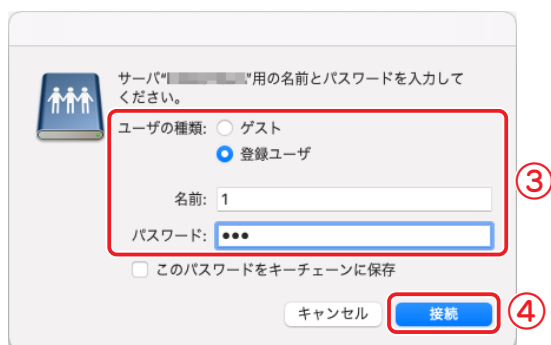 サーバ“ ”用の名前とパスワードを入力して
ください。
ユーザの種類: ゲスト
登録ユーザ
③
名前: 1
パスワード: •••
このパスワードをキーチェーンに保存
キャンセル 接続 ④